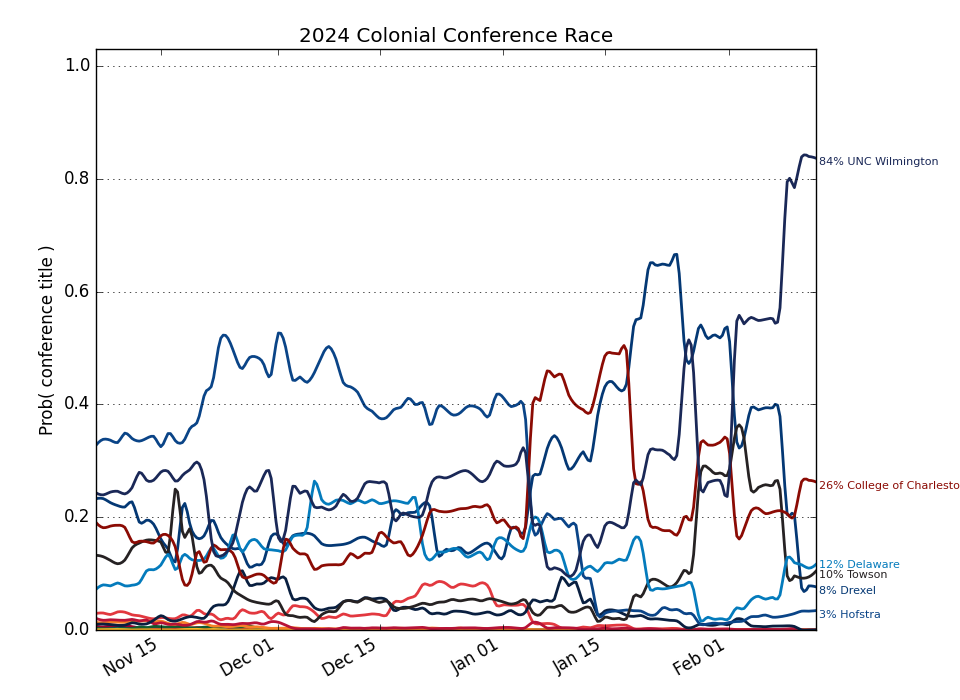 2024 Colonial Conference Race
Prob( conference title )
1.0
0.8
0.6
0.4
0.2
0.0
84% UNC Wilmington
26% College of Charlesto
12% Delaware
10% Towson
8% Drexel
3% Hofstra
Nov 15
Dec 01
Dec 15
Jan 01
Jan 15
Feb 01